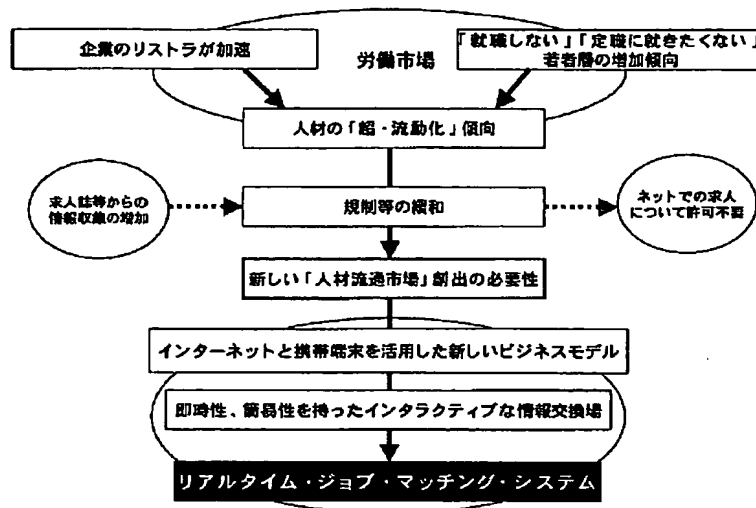 企業のリストラが加速
労働市場
「就職しない」「定職に就きたくない」
若者層の増加傾向
人材の「超・流動化」傾向
求人誌等からの
情報収集の増加
規制等の緩和
ネットでの求人
について許可不要
新しい「人材流通市場」創出の必要性
インターネットと携帯端末を活用した新しいビジネスモデル
即時性、簡易性を持ったインタラクティブな情報交換場
リアルタイム・ジョブ・マッチング・システム